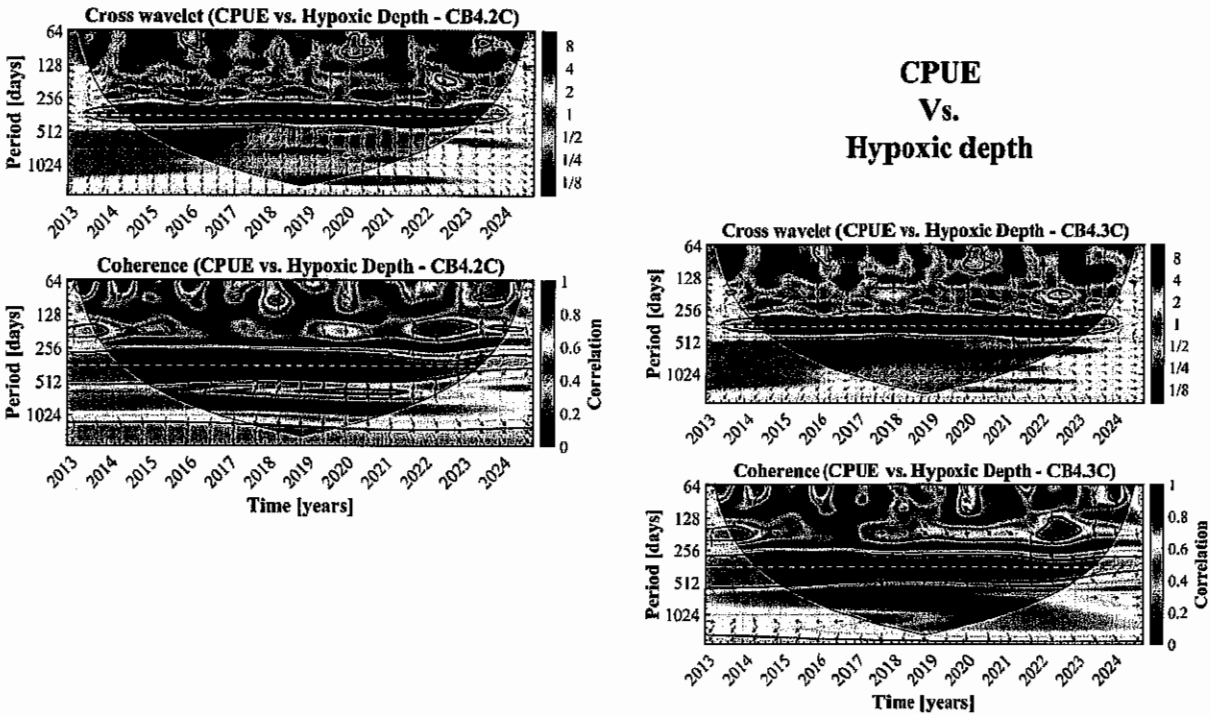 Cross wavelet (CPUE vs. Hypoxic Depth - CB4.2C)
Period [days]
64
128
256
512
1024
8
4
2
1
1/2
1/4
1/8
2013 2014 2015 2016 2017 2018 2019 2020 2021 2022 2023 2024
Coherence (CPUE vs. Hypoxic Depth - CB4.2C)
Period [days]
64
128
256
512
1024
1
0.8
0.6
0.4
0.2
0
Correlation
2013 2014 2015 2016 2017 2018 2019 2020 2021 2022 2023 2024
Time [years]
CPUE
Vs.
Hypoxic depth
Cross wavelet (CPUE vs. Hypoxic Depth - CB4.3C)
Period [days]
64
128
256
512
1024
8
4
2
1
1/2
1/4
1/8
2013 2014 2015 2016 2017 2018 2019 2020 2021 2022 2023 2024
Coherence (CPUE vs. Hypoxic Depth - CB4.3C)
Period [days]
64
128
256
512
1024
1
0.8
0.6
0.4
0.2
0
Correlation
2013 2014 2015 2016 2017 2018 2019 2020 2021 2022 2023 2024
Time [years]